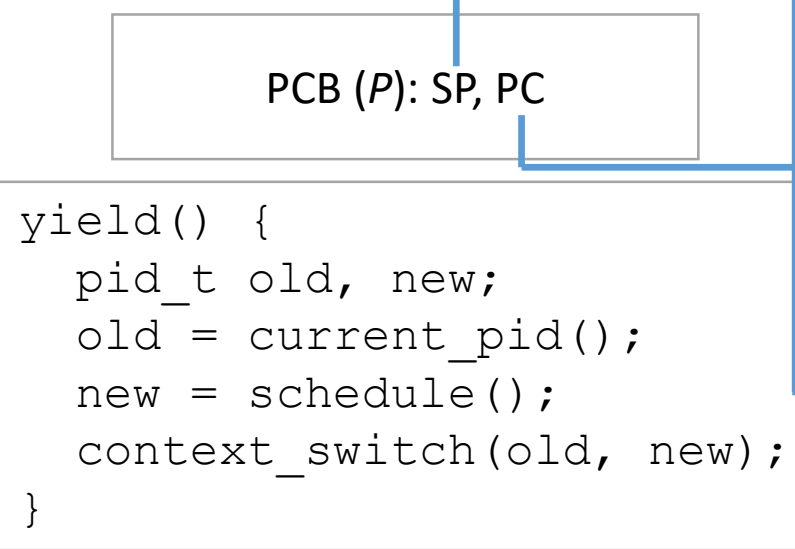 PCB (P): SP, PC
yield() {
pid_t old, new;
old = current_pid();
new = schedule();
context_switch(old, new);
}